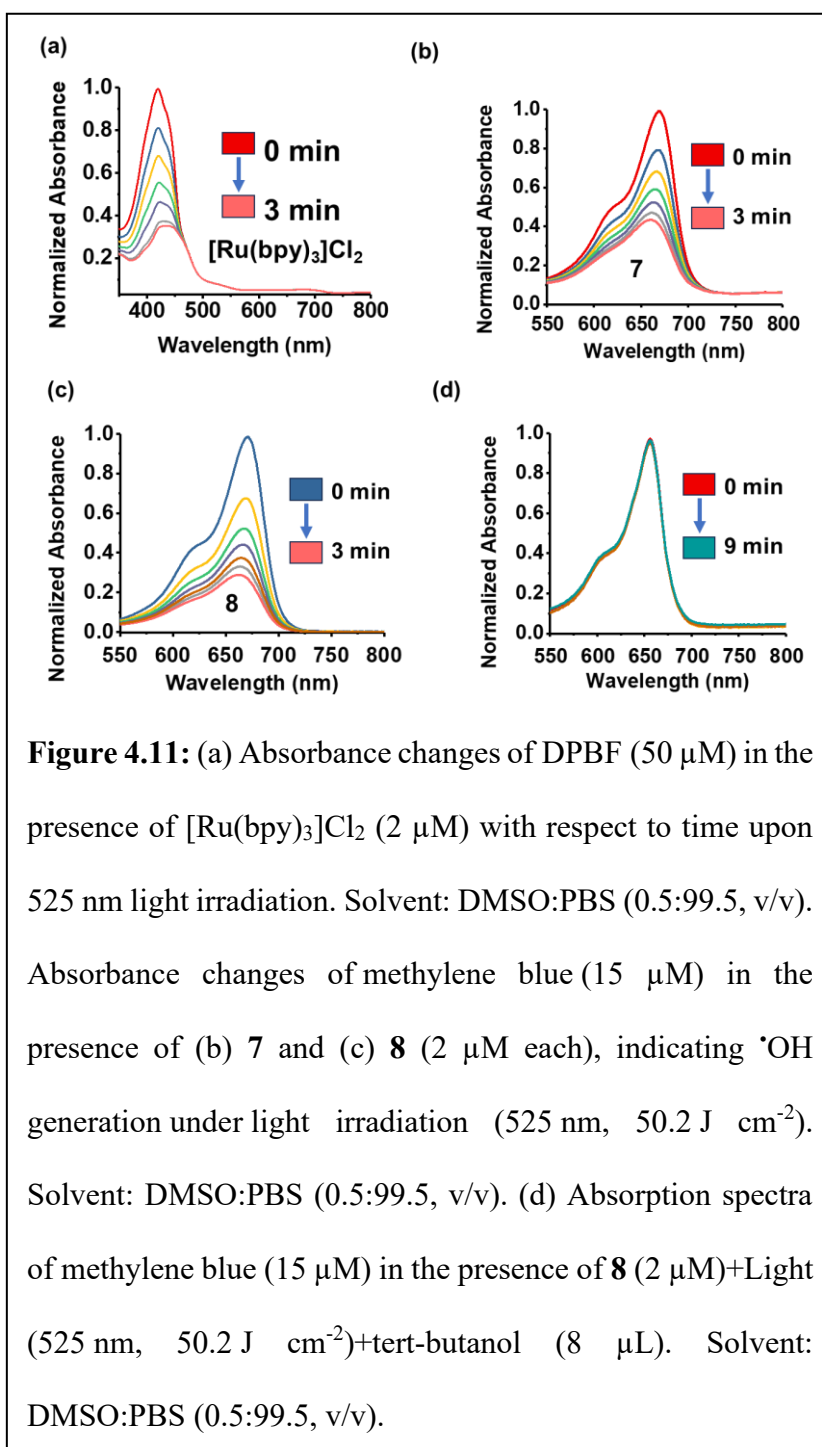 (a)
Normalized Absorbance
1.0
0.8
0.6
0.4
0.2
0 min
3 min
[Ru(bpy)₃]Cl₂
400 500 600 700 800
Wavelength (nm)
(b)
Normalized Absorbance
1.0
0.8
0.6
0.4
0.2
0.0
0 min
3 min
7
550 600 650 700 750 800
Wavelength (nm)
(c)
Normalized Absorbance
1.0
0.8
0.6
0.4
0.2
0.0
0 min
3 min
8
550 600 650 700 750 800
Wavelength (nm)
(d)
Normalized Absorbance
1.0
0.8
0.6
0.4
0.2
0.0
0 min
9 min
550 600 650 700 750 800
Wavelength (nm)
Figure 4.11: (a) Absorbance changes of DPBF (50 µM) in the
presence of [Ru(bpy)₃]Cl₂ (2 µM) with respect to time upon
525 nm light irradiation. Solvent: DMSO:PBS (0.5:99.5, v/v).
Absorbance changes of methylene blue (15 µM) in the
presence of (b) 7 and (c) 8 (2 µM each), indicating •OH
generation under light irradiation (525 nm, 50.2 J cm⁻²).
Solvent: DMSO:PBS (0.5:99.5, v/v). (d) Absorption spectra
of methylene blue (15 µM) in the presence of 8 (2 µM)+Light
(525 nm, 50.2 J cm⁻²)+tert-butanol (8 µL). Solvent:
DMSO:PBS (0.5:99.5, v/v).